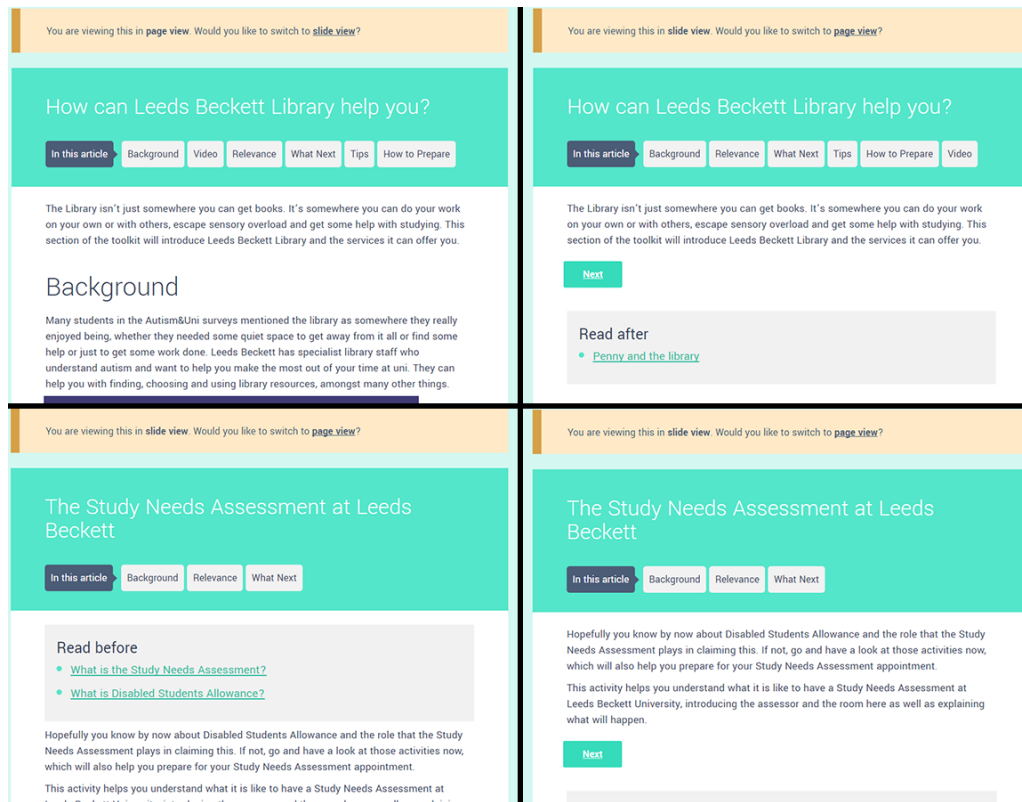 You are viewing this in page view. Would you like to switch to slide view?
How can Leeds Beckett Library help you?
In this article
Background
Video
Relevance
What Next
Tips
How to Prepare
The Library isn't just somewhere you can get books. It's somewhere you can do your work
on your own or with others, escape sensory overload and get some help with studying. This
section of the toolkit will introduce Leeds Beckett Library and the services it can offer you.
Background
Many students in the Autism&Uni surveys mentioned the library as somewhere they really
enjoyed being, whether they needed some quiet space to get away from it all or find some
help or just to get some work done. Leeds Beckett has specialist library staff who
understand autism and want to help you make the most out of your time at uni. They can
help you with finding, choosing and using library resources, amongst many other things.
You are viewing this in slide view. Would you like to switch to page view?
How can Leeds Beckett Library help you?
In this article
Background
Relevance
What Next
Tips
How to Prepare
Video
The Library isn't just somewhere you can get books. It's somewhere you can do your work
on your own or with others, escape sensory overload and get some help with studying. This
section of the toolkit will introduce Leeds Beckett Library and the services it can offer you.
Next
Read after
Penny and the library
You are viewing this in slide view. Would you like to switch to page view?
The Study Needs Assessment at Leeds
Beckett
In this article
Background
Relevance
What Next
Read before
What is the Study Needs Assessment?
What is Disabled Students Allowance?
Hopefully you know by now about Disabled Students Allowance and the role that the Study
Needs Assessment plays in claiming this. If not, go and have a look at those activities now,
which will also help you prepare for your Study Needs Assessment appointment.
This activity helps you understand what it is like to have a Study Needs Assessment at
You are viewing this in slide view. Would you like to switch to page view?
The Study Needs Assessment at Leeds
Beckett
In this article
Background
Relevance
What Next
Hopefully you know by now about Disabled Students Allowance and the role that the Study
Needs Assessment plays in claiming this. If not, go and have a look at those activities now,
which will also help you prepare for your Study Needs Assessment appointment.
This activity helps you understand what it is like to have a Study Needs Assessment at
Leeds Beckett University, introducing the assessor and the room here as well as explaining
what will happen.
Next